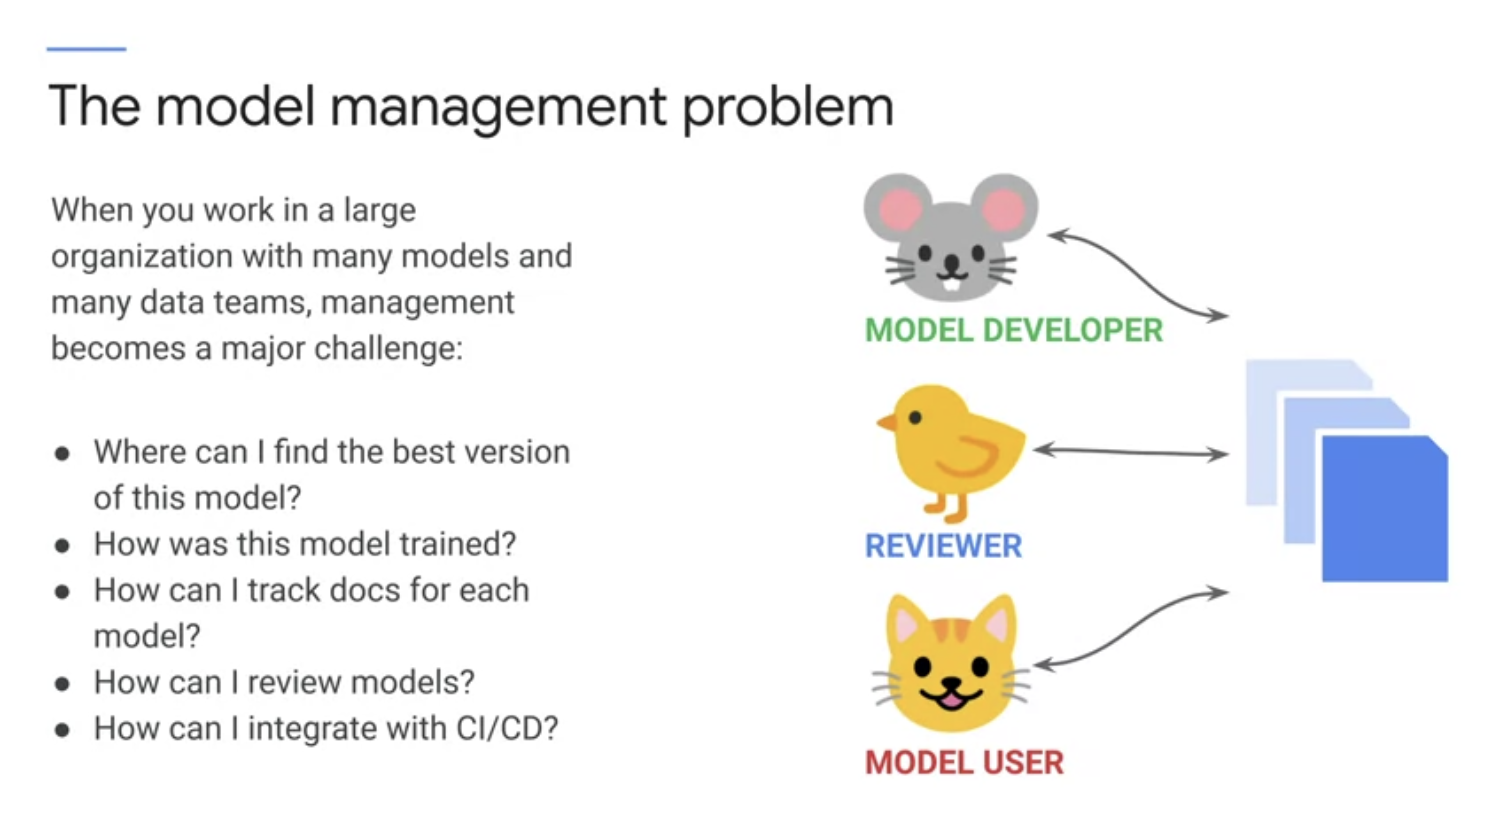 The model management problem
When you work in a large
organization with many models and
many data teams, management
becomes a major challenge:
● Where can I find the best version
of this model?
● How was this model trained?
● How can I track docs for each
model?
● How can I review models?
● How can I integrate with CI/CD?
MODEL DEVELOPER
REVIEWER
MODEL USER